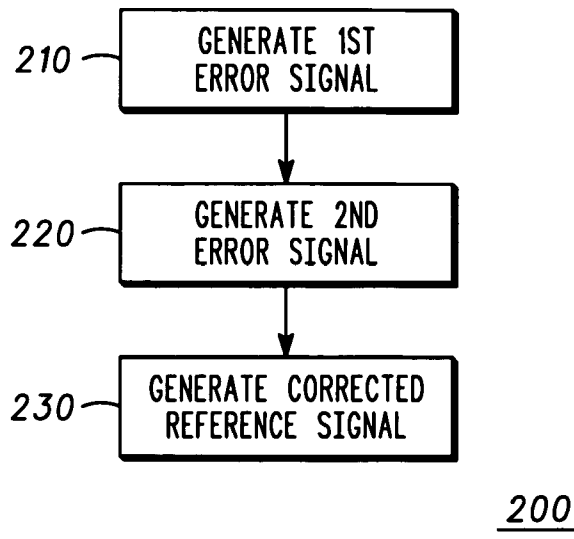 210
GENERATE 1ST
ERROR SIGNAL
220
GENERATE 2ND
ERROR SIGNAL
230
GENERATE CORRECTED
REFERENCE SIGNAL
200